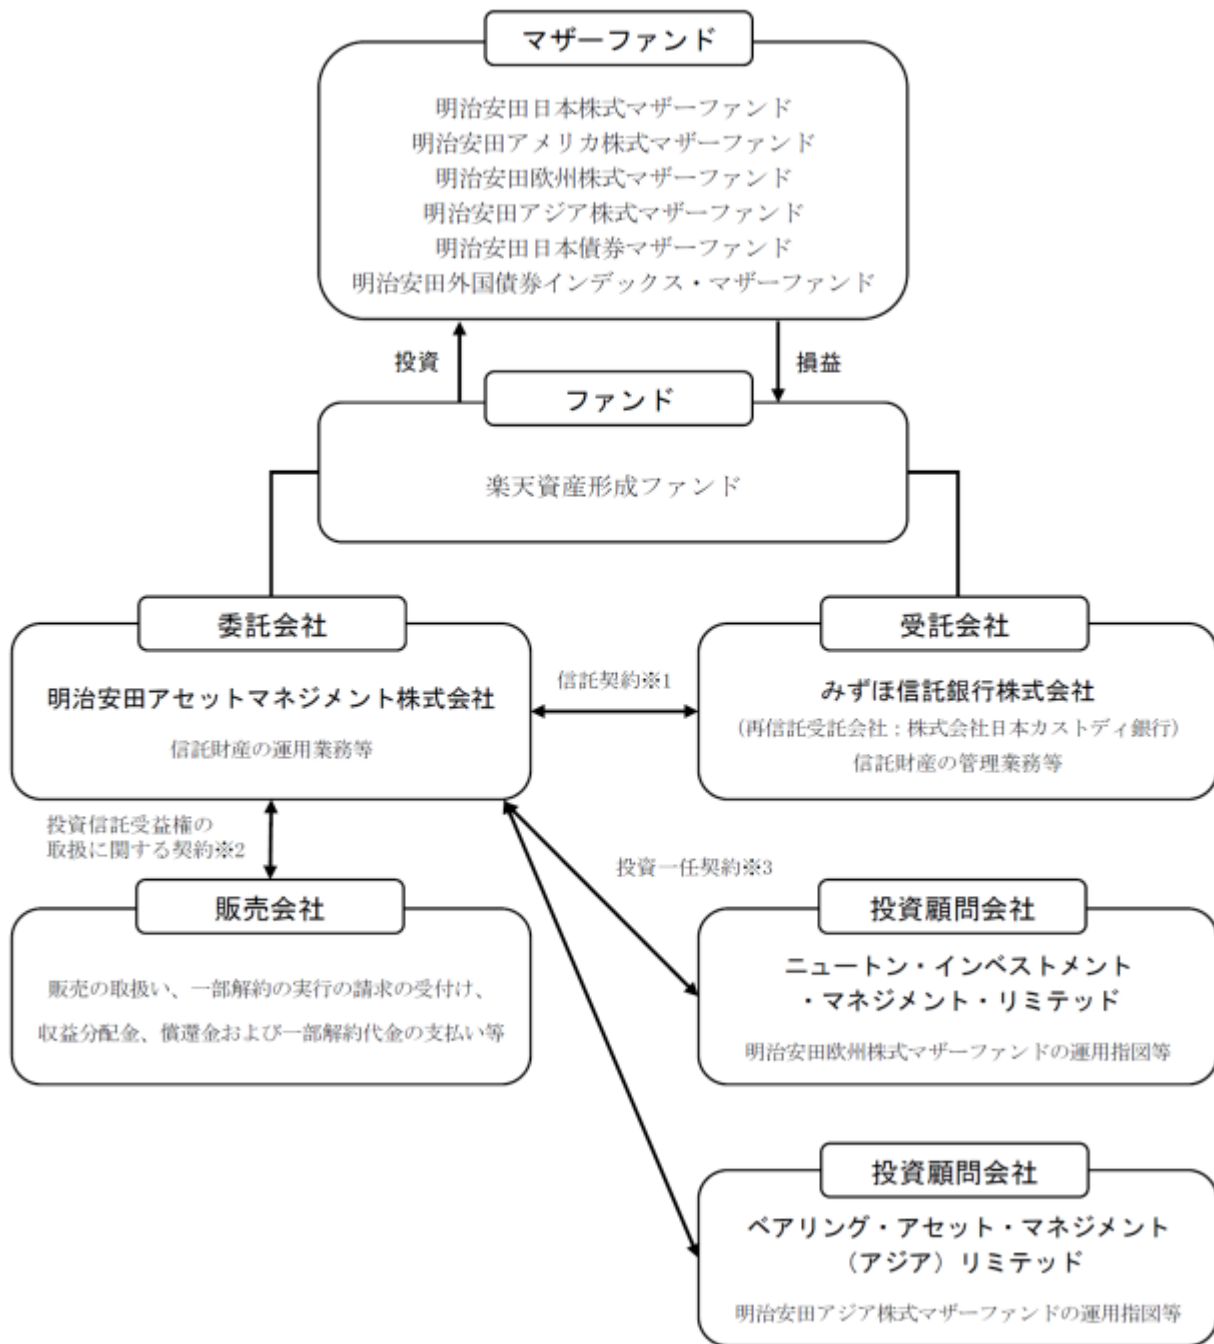 マザーファンド
明治安田日本株式マザーファンド
明治安田アメリカ株式マザーファンド
明治安田欧州株式マザーファンド
明治安田アジア株式マザーファンド
明治安田日本債券マザーファンド
明治安田外国債券インデックス・マザーファンド
投資
損益
ファンド
楽天資産形成ファンド
委託会社
明治安田アセットマネジメント株式会社
信託財産の運用業務等
信託契約※1
受託会社
みずほ信託銀行株式会社
（再信託受託会社：株式会社日本カストディ銀行）
信託財産の管理業務等
投資信託受益権の
取扱に関する契約※2
投資一任契約※3
販売会社
販売の取扱い、一部解約の実行の請求の受付け、
収益分配金、償還金および一部解約代金の支払い等
投資顧問会社
ニュートン・インベストメント
・マネジメント・リミテッド
明治安田欧州株式マザーファンドの運用指図等
投資顧問会社
ベアリング・アセット・マネジメント
（アジア）リミテッド
明治安田アジア株式マザーファンドの運用指図等